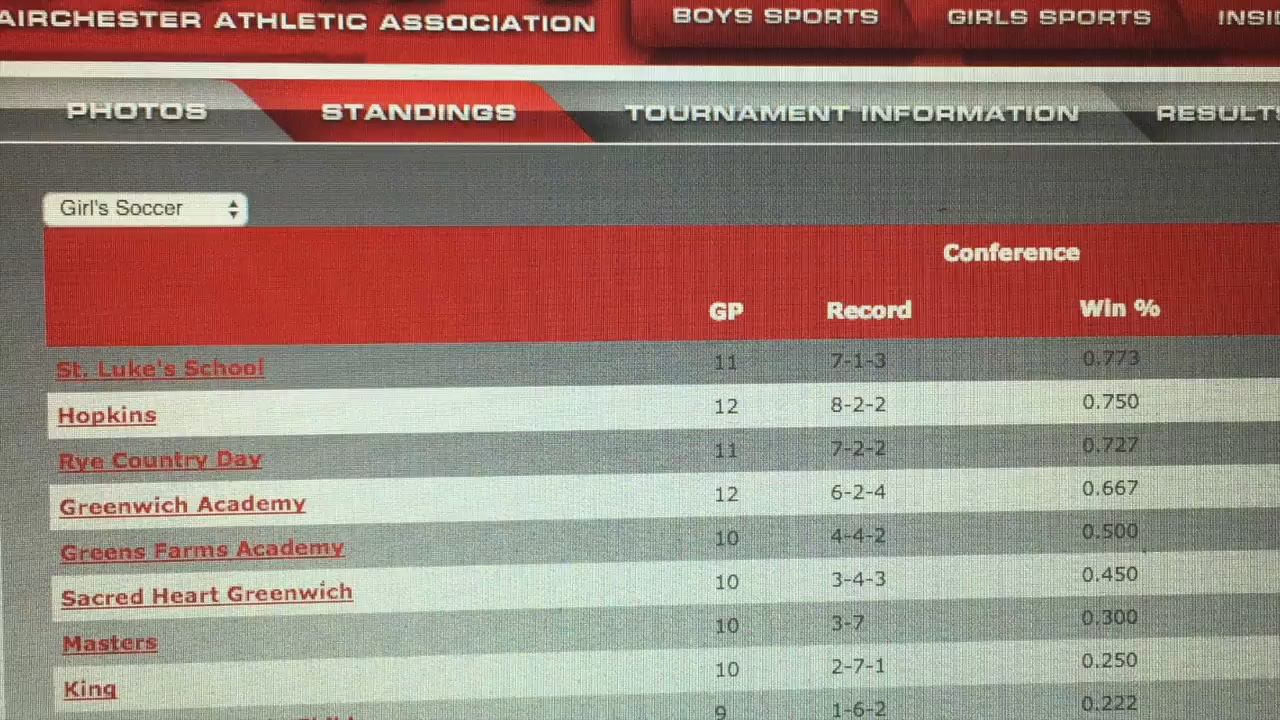 AIRCHESTER ATHLETIC ASSOCIATION BOYS SPORTS GIRLS SPORTS INSI
PHOTOS STANDINGS TOURNAMENT INFORMATION RESULTS
Girl's Soccer
Conference
GP Record Win %
St. Luke's School 11 7-1-3 0.773
Hopkins 12 8-2-2 0.750
Rye Country Day 11 7-2-2 0.727
Greenwich Academy 12 6-2-4 0.667
Greens Farms Academy 10 4-4-2 0.500
Sacred Heart Greenwich 10 3-4-3 0.450
Masters 10 3-7 0.300
King 10 2-7-1 0.250
9 1-6-2 0.222